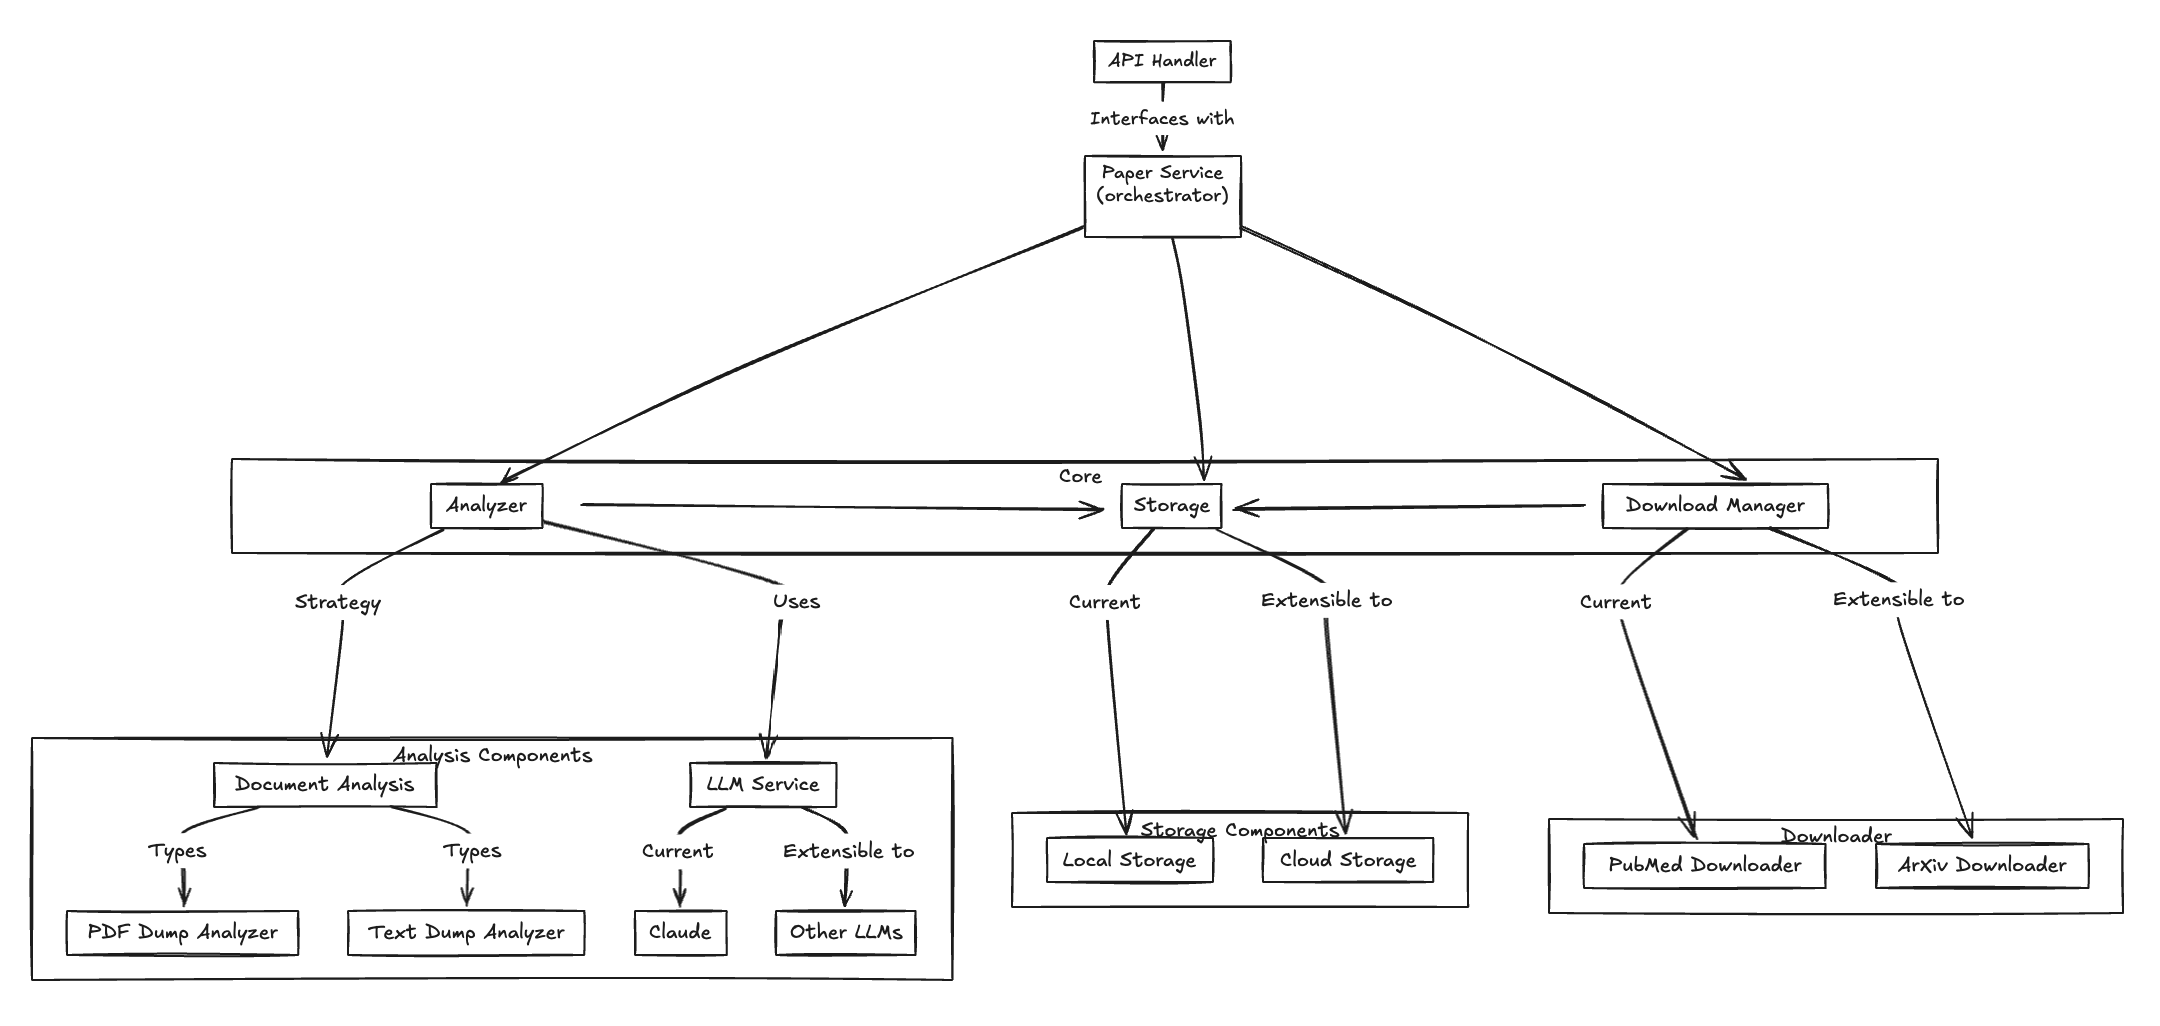 API Handler
Interfaces with
Paper Service
(orchestrator)
Core
Analyzer
Storage
Download Manager
Strategy
Uses
Current
Extensible to
Current
Extensible to
Analysis Components
Document Analysis
LLM Service
Types
Types
Current
Extensible to
PDF Dump Analyzer
Text Dump Analyzer
Claude
Other LLMs
Storage Components
Local Storage
Cloud Storage
Downloader
PubMed Downloader
ArXiv Downloader